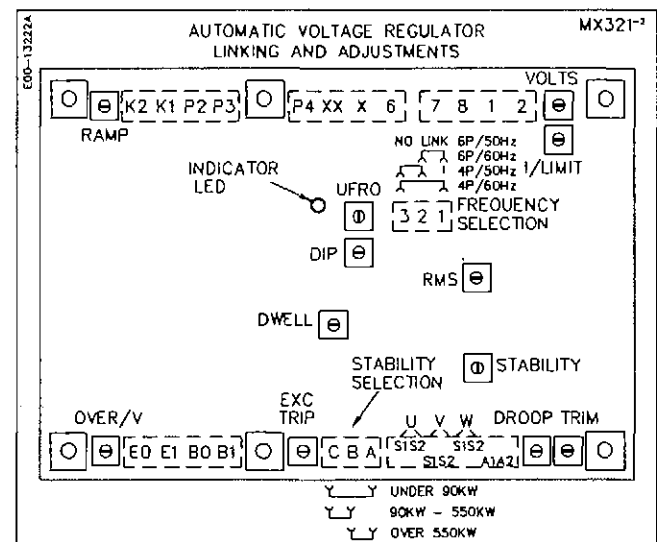 E00-13222A
AUTOMATIC VOLTAGE REGULATOR
LINKING AND ADJUSTMENTS
MX321-2
VOLTS
K2 K1 P2 P3
P4 XX X 6
7 8 1 2
RAMP
NO LINK 6P/50Hz
6P/60Hz
4P/50Hz
4P/60Hz
I/LIMIT
INDICATOR
LED
UFRO
3 2 1
FREQUENCY
SELECTION
DIP
RMS
DWELL
STABILITY
SELECTION
STABILITY
OVER/V
EXC
TRIP
U V W
DROOP TRIM
E0 E1 B0 B1
C B A
S1S2 S1S2
S1S2 A1A2
UNDER 90KW
90KW - 550KW
OVER 550KW